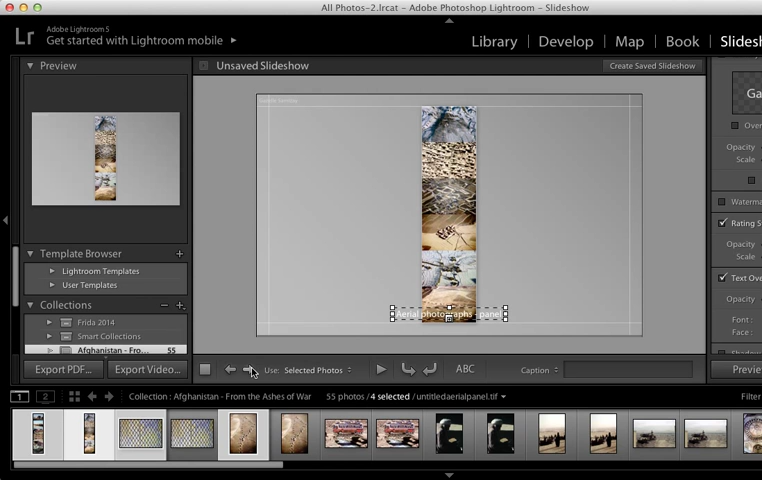 All Photos-2.lrcat – Adobe Photoshop Lightroom – Slideshow
Lr
Adobe Lightroom 5
Get started with Lightroom mobile
Library | Develop | Map | Book | Slidesh
Preview
Unsaved Slideshow
Create Saved Slideshow
Ga
Over
Opacity
Scale
Waterma
Rating S
Opacity
Scale
Template Browser
Lightroom Templates
User Templates
Text Ove
Opacity
Font :
Face :
Collections
Frida 2014
Smart Collections
Afghanistan - Fro... 55
Aerial photographs - panel
Export PDF...
Export Video...
Use: Selected Photos
ABC
Caption
Previe
1
2
Collection : Afghanistan - From the Ashes of War
55 photos / 4 selected / untitledaerialpanel.tif
Filter